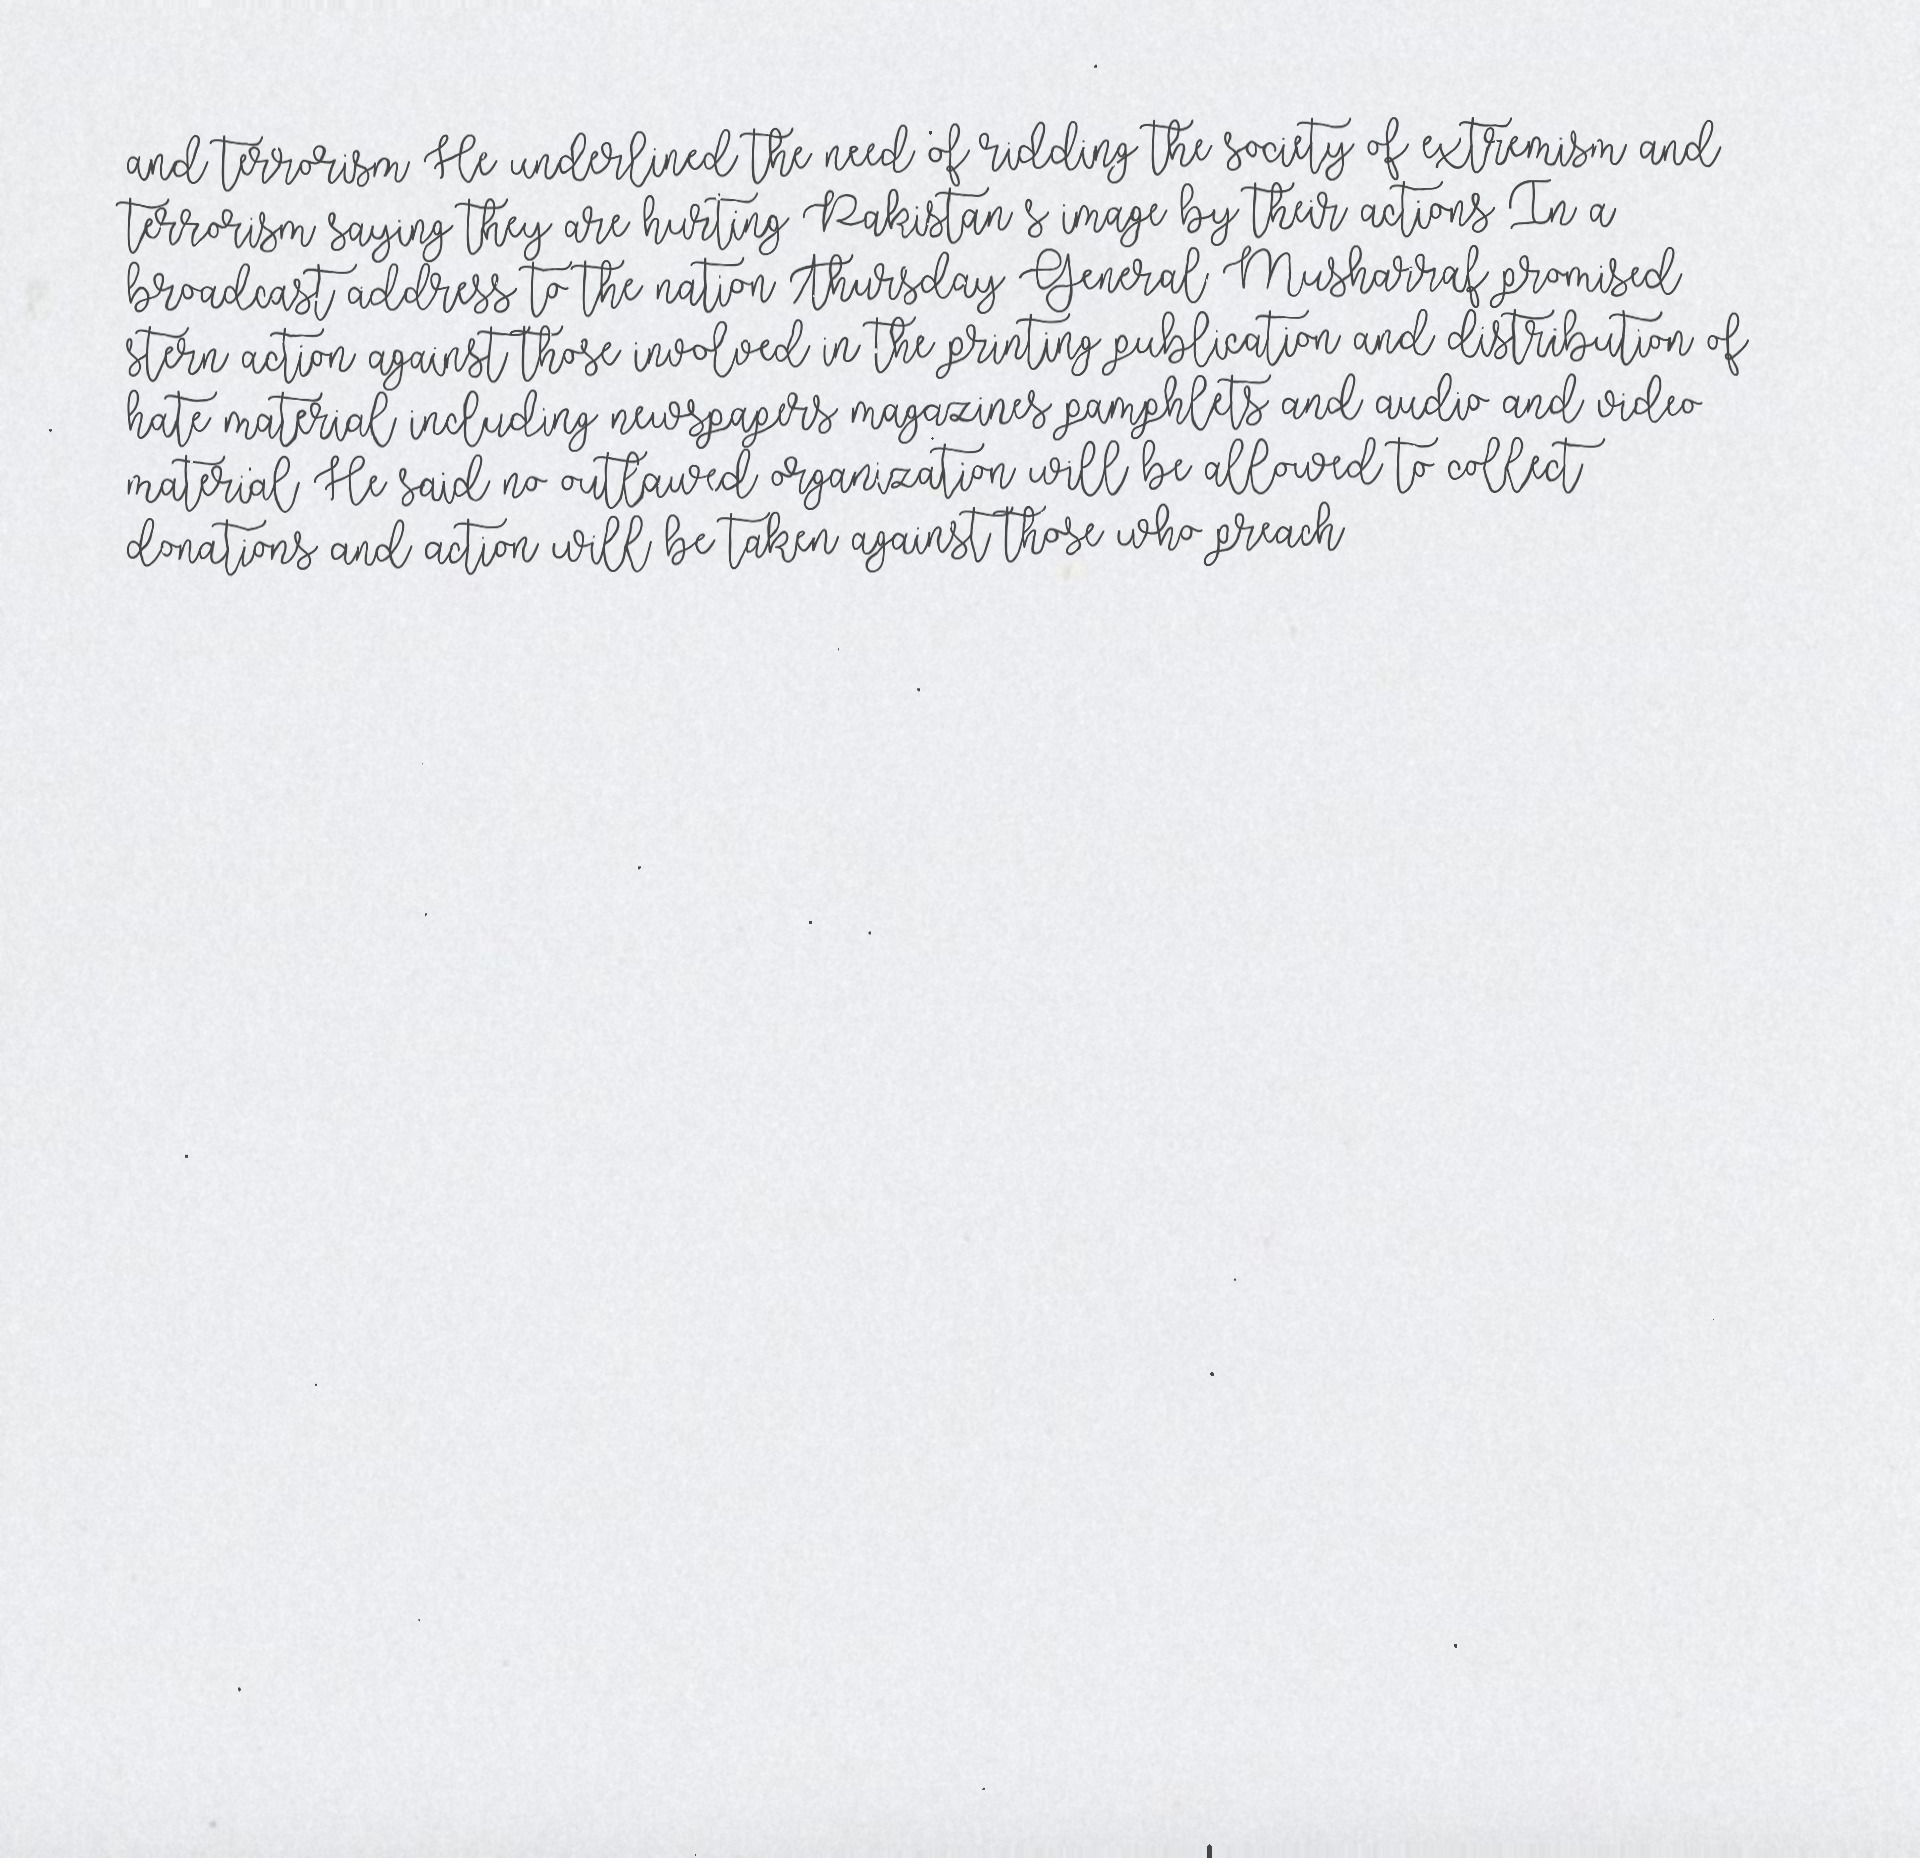 and terrorism He underlined the need of ridding the society of extremism and
terrorism saying they are hurting Pakistan s image by their actions In a
broadcast address to the nation Thursday General Musharraf promised
stern action against those involved in the printing publication and distribution of
hate material including newspapers magazines pamphlets and audio and video
material He said no outlawed organization will be allowed to collect
donations and action will be taken against those who preach